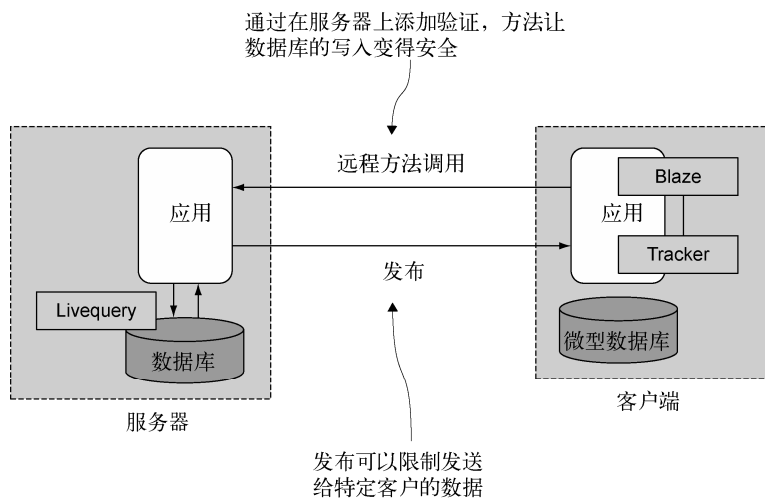 通过在服务器上添加验证，方法让
数据库的写入变得安全
远程方法调用
Blaze
应用
应用
发布
Tracker
Livequery
数据库
微型数据库
服务器
客户端
发布可以限制发送
给特定客户的数据